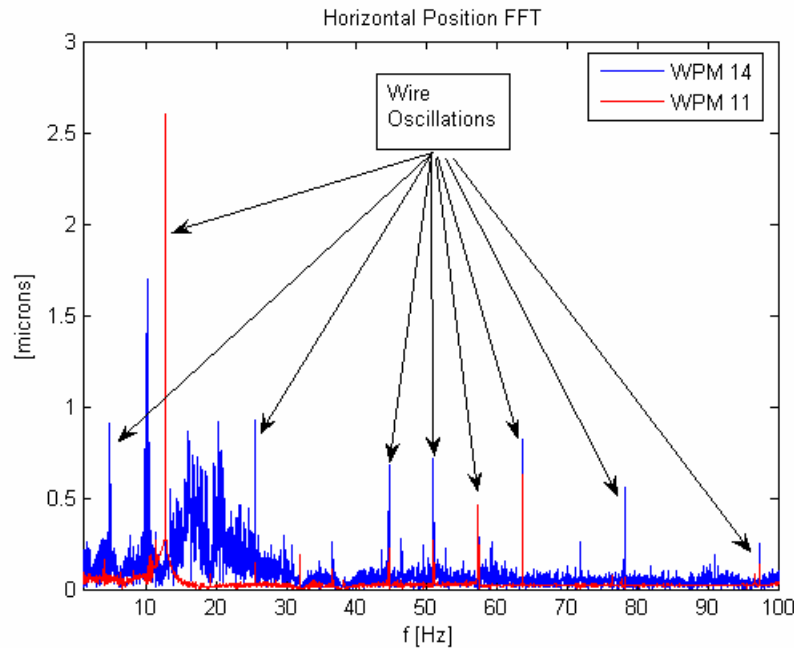 Horizontal Position FFT
3
2.5
2
1.5
1
0.5
0
[microns]
Wire
Oscillations
WPM 14
WPM 11
10 20 30 40 50 60 70 80 90 100
f [Hz]